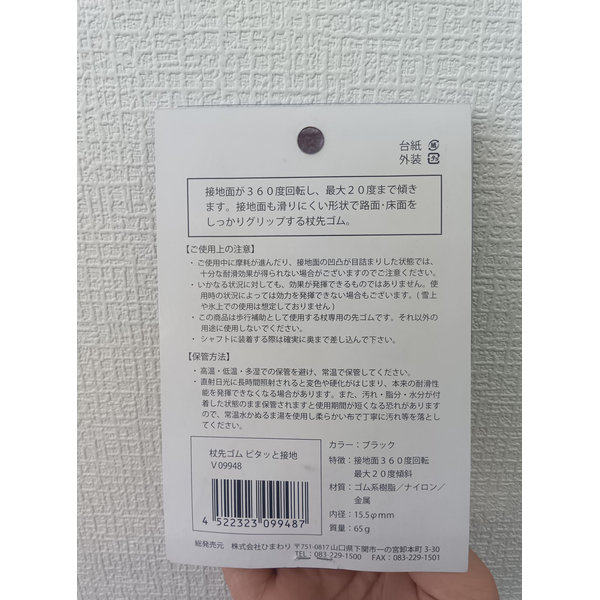 台紙 紙
外装 プラ
接地面が３６０度回転し、最大２０度まで傾き
ます。接地面も滑りにくい形状で路面・床面を
しっかりグリップする杖先ゴム。
【ご使用上の注意】
・ご使用中に摩耗が進んだり、接地面の凹凸が目詰まりした状態では、
十分な耐滑効果が得られない場合がございますのでご注意ください。
・いかなる状況に対しても、効果が発揮できるものではありません。使
用時の状況によっては効力を発揮できない場合もございます。( 雪上
や氷上での使用は想定しておりません )
・この商品は歩行補助として使用する杖専用の先ゴムです。それ以外の
用途に使用しないでください。
・シャフトに装着する際は確実に奥まで差し込んで下さい。
【保管方法】
・高温・低温・多湿での保管を避け、常温で保管してください。
・直射日光に長時間照射されると変色や硬化がはじまり、本来の耐滑性
能を発揮できなくなる場合があります。また、汚れ・脂分・水分が付
着した状態のまま保管されますと使用期間が短くなる恐れがあります
ので、常温水かぬるま湯を使用し柔らかい布で丁寧に汚れ等を落とし
てください。
杖先ゴム ピタッと接地
V09948
4 522323 099487
カラー：ブラック
特徴：接地面３６０度回転
最大２０度傾斜
材質：ゴム系樹脂／ナイロン／
金属
内径：15.5φmm
質量：65g
総発売元 株式会社ひまわり 〒751-0817 山口県下関市一の宮卸本町 3-30
TEL：083-229-1500 FAX：083-229-1501